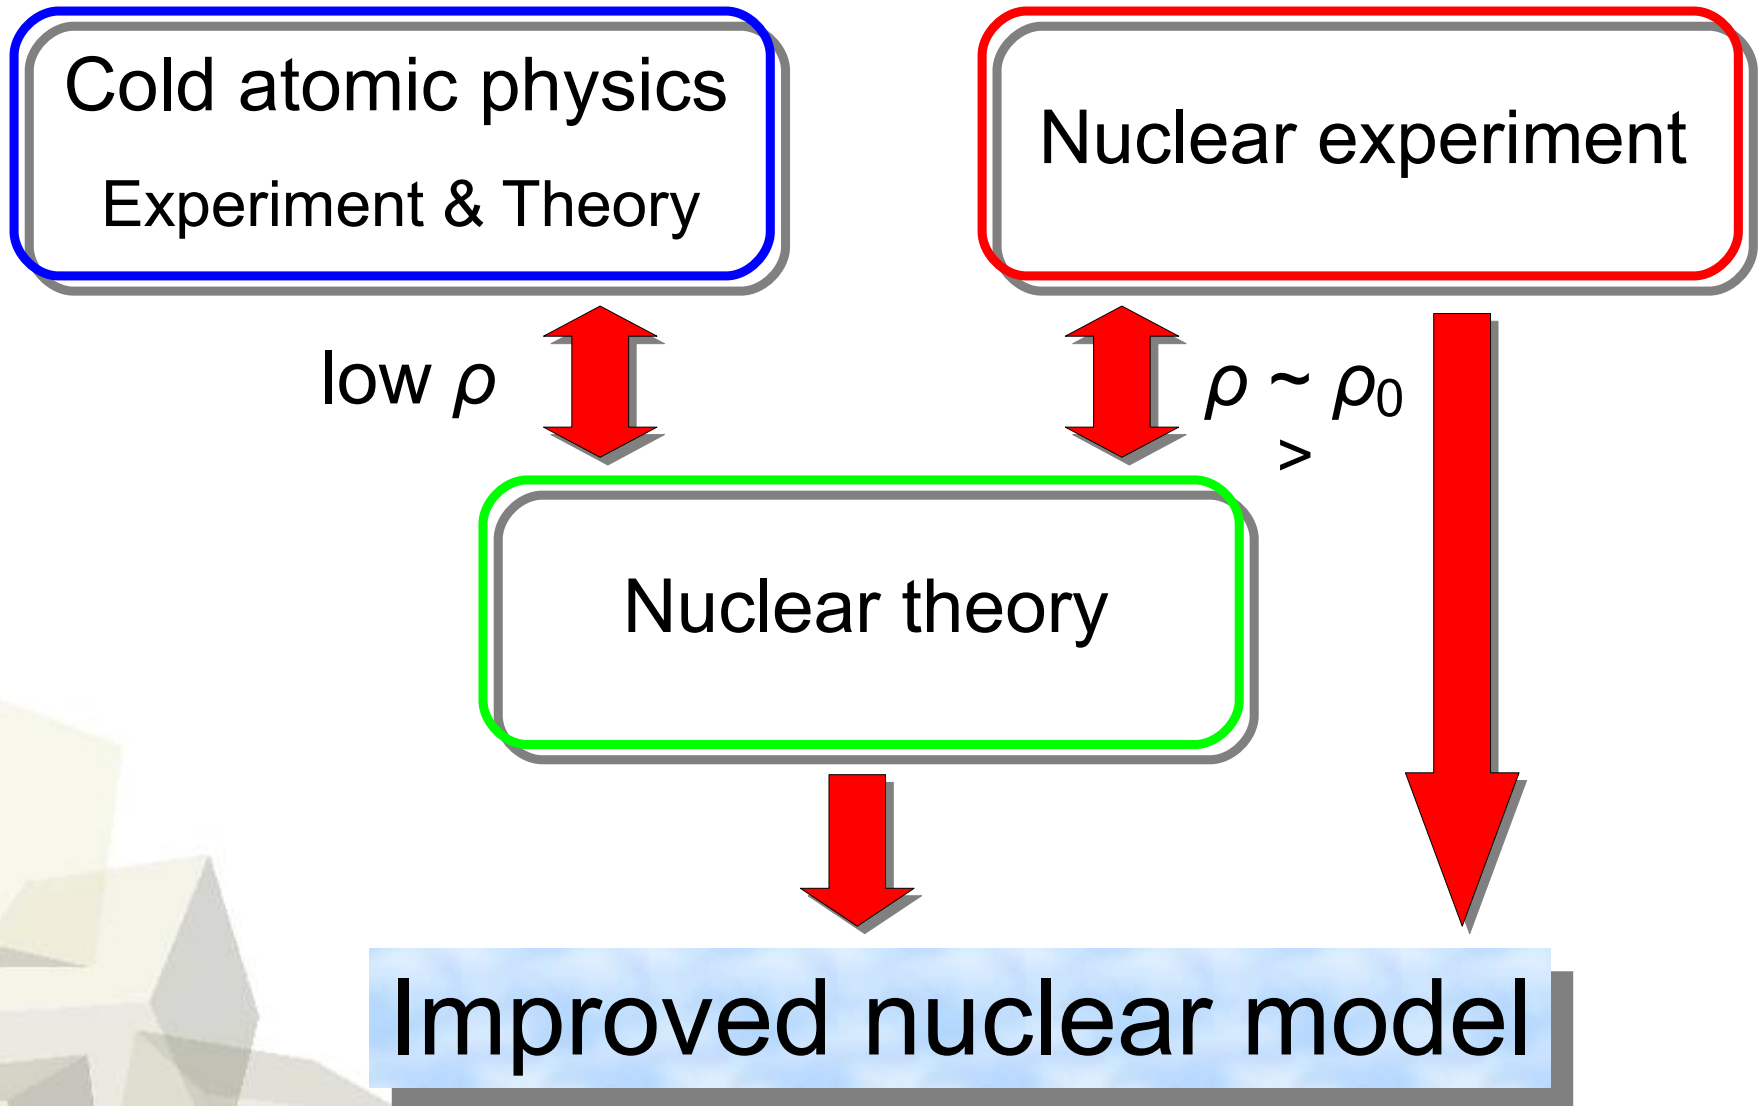 Cold atomic physics
Experiment & Theory
Nuclear experiment
low ρ
ρ ~ ρ₀
>
Nuclear theory
Improved nuclear model